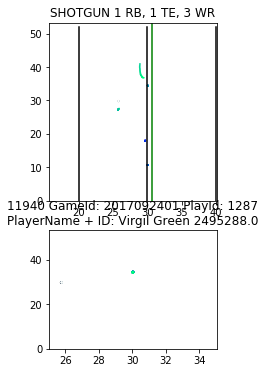 SHOTGUN 1 RB, 1 TE, 3 WR
50
40
30
20
10
0
20 25 30 35 40
11940 GameId: 2017092401 PlayId: 1287
PlayerName + ID: Virgil Green 2495288.0
40
20
0
26 28 30 32 34